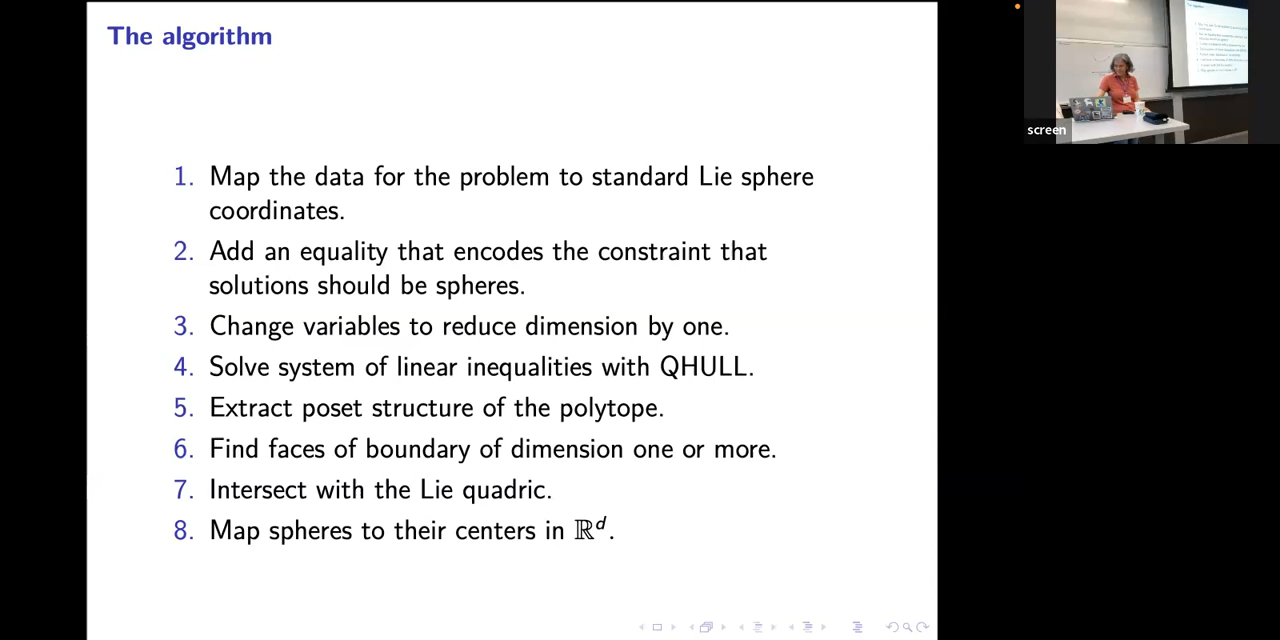 The algorithm
1. Map the data for the problem to standard Lie sphere
coordinates.
2. Add an equality that encodes the constraint that
solutions should be spheres.
3. Change variables to reduce dimension by one.
4. Solve system of linear inequalities with QHULL.
5. Extract poset structure of the polytope.
6. Find faces of boundary of dimension one or more.
7. Intersect with the Lie quadric.
8. Map spheres to their centers in ℝᵈ.
screen